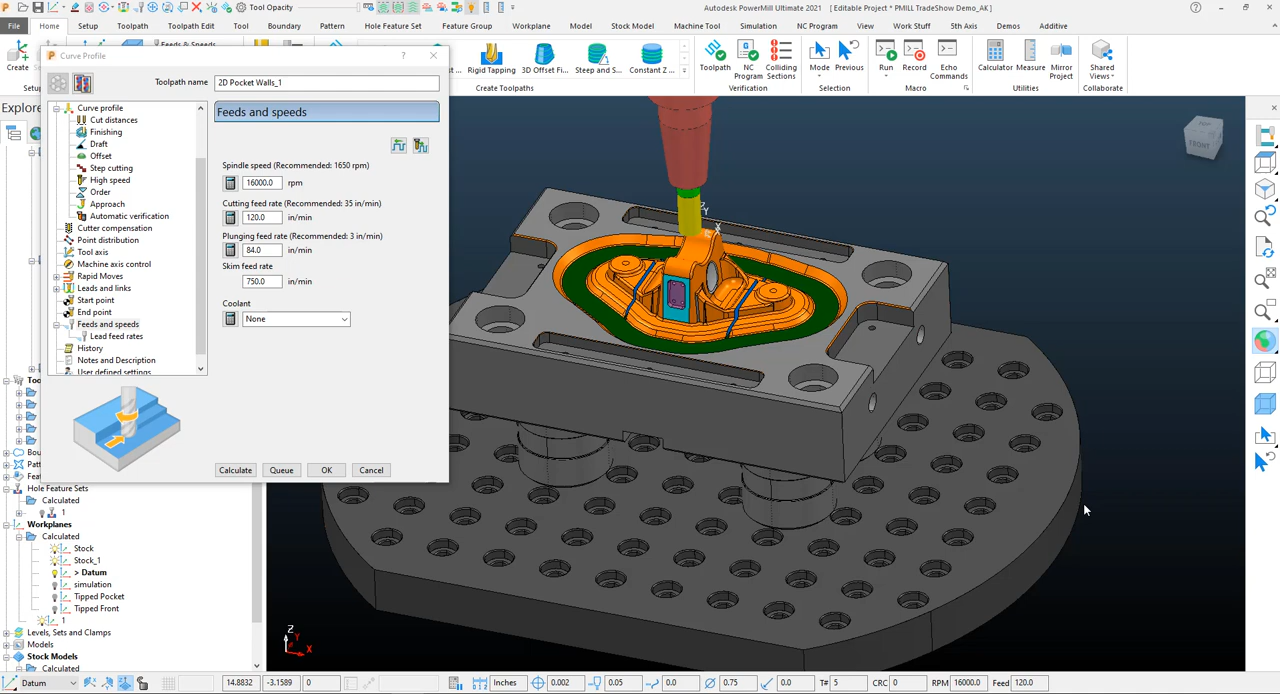 Tool Opacity
Autodesk PowerMill Ultimate 2021 [ Editable Project * PMILL TradeShow Demo_AK ]
File
Home
Setup
Toolpath
Toolpath Edit
Tool
Boundary
Pattern
Hole Feature Set
Feature Group
Workplane
Model
Stock Model
Machine Tool
Simulation
NC Program
View
Work Stuff
5th Axis
Demos
Additive
Feeds & Speeds
Create
Rigid Tapping
3D Offset Fi...
Steep and S...
Constant Z ...
Create Toolpaths
Toolpath
NC Program
Colliding Sections
Verification
Mode
Previous
Selection
Run
Record
Echo Commands
Macro
Calculator
Measure
Mirror Project
Utilities
Shared Views
Collaborate
Explore
Curve Profile
Toolpath name
2D Pocket Walls_1
Curve profile
Cut distances
Finishing
Draft
Offset
Step cutting
High speed
Order
Approach
Automatic verification
Cutter compensation
Point distribution
Tool axis
Machine axis control
Rapid Moves
Leads and links
Start point
End point
Feeds and speeds
Lead feed rates
History
Notes and Description
User defined settings
Feeds and speeds
Spindle speed (Recommended: 1650 rpm)
16000.0 rpm
Cutting feed rate (Recommended: 35 in/min)
120.0 in/min
Plunging feed rate (Recommended: 3 in/min)
84.0 in/min
Skim feed rate
750.0 in/min
Coolant
None
Calculate
Queue
OK
Cancel
Hole Feature Sets
Calculated
1
Workplanes
Calculated
Stock
Stock_1
> Datum
simulation
Tipped Pocket
Tipped Front
1
Levels, Sets and Clamps
Models
Stock Models
Calculated
FRONT
Z
Y
X
Datum
14.8832
-3.1589
0
Inches
0.002
0.05
0.0
0.75
0.0
T# 5
CRC 0
RPM 16000.0
Feed 120.0